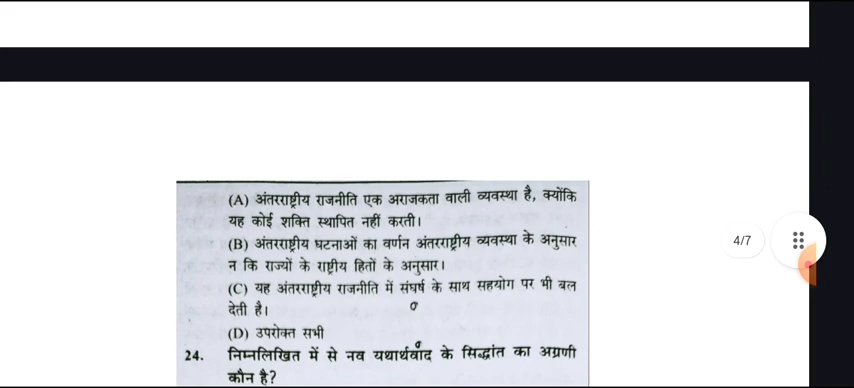 (A) अंतरराष्ट्रीय राजनीति एक अराजकता वाली व्यवस्था है, क्योंकि
यह कोई शक्ति स्थापित नहीं करती।
(B) अंतरराष्ट्रीय घटनाओं का वर्णन अंतरराष्ट्रीय व्यवस्था के अनुसार
न कि राज्यों के राष्ट्रीय हितों के अनुसार।
(C) यह अंतरराष्ट्रीय राजनीति में संघर्ष के साथ सहयोग पर भी बल
देती है।
(D) उपरोक्त सभी
24. निम्नलिखित में से नव यथार्थवाद के सिद्धांत का अग्रणी
कौन है?
4/7